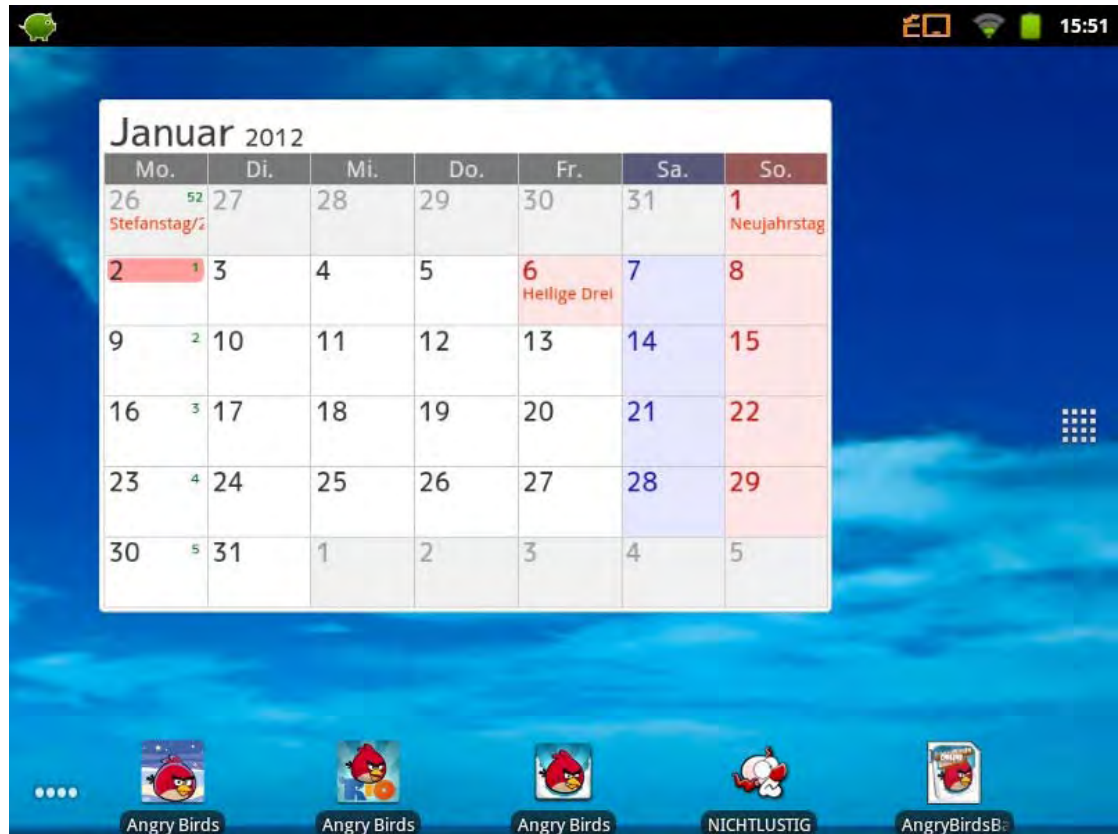 15:51
Januar 2012
Mo. Di. Mi. Do. Fr. Sa. So.
26 52 27 28 29 30 31 1
Stefanstag/2 Neujahrstag
2 1 3 4 5 6 7 8
Heilige Drei
9 2 10 11 12 13 14 15
16 3 17 18 19 20 21 22
23 4 24 25 26 27 28 29
30 5 31 1 2 3 4 5
RIO
Angry Birds Angry Birds Angry Birds NICHTLUSTIG AngryBirdsBa